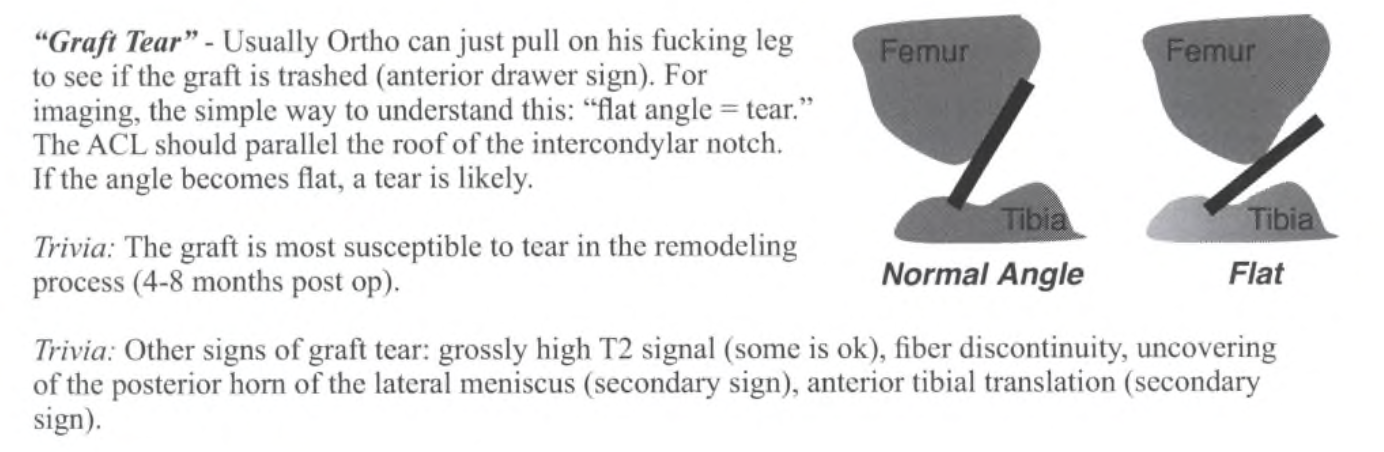 “Graft Tear” - Usually Ortho can just pull on his fucking leg
to see if the graft is trashed (anterior drawer sign). For
imaging, the simple way to understand this: “flat angle = tear.”
The ACL should parallel the roof of the intercondylar notch.
If the angle becomes flat, a tear is likely.
Trivia: The graft is most susceptible to tear in the remodeling
process (4-8 months post op).
Femur
Tibia
Normal Angle
Femur
Tibia
Flat
Trivia: Other signs of graft tear: grossly high T2 signal (some is ok), fiber discontinuity, uncovering
of the posterior horn of the lateral meniscus (secondary sign), anterior tibial translation (secondary
sign).